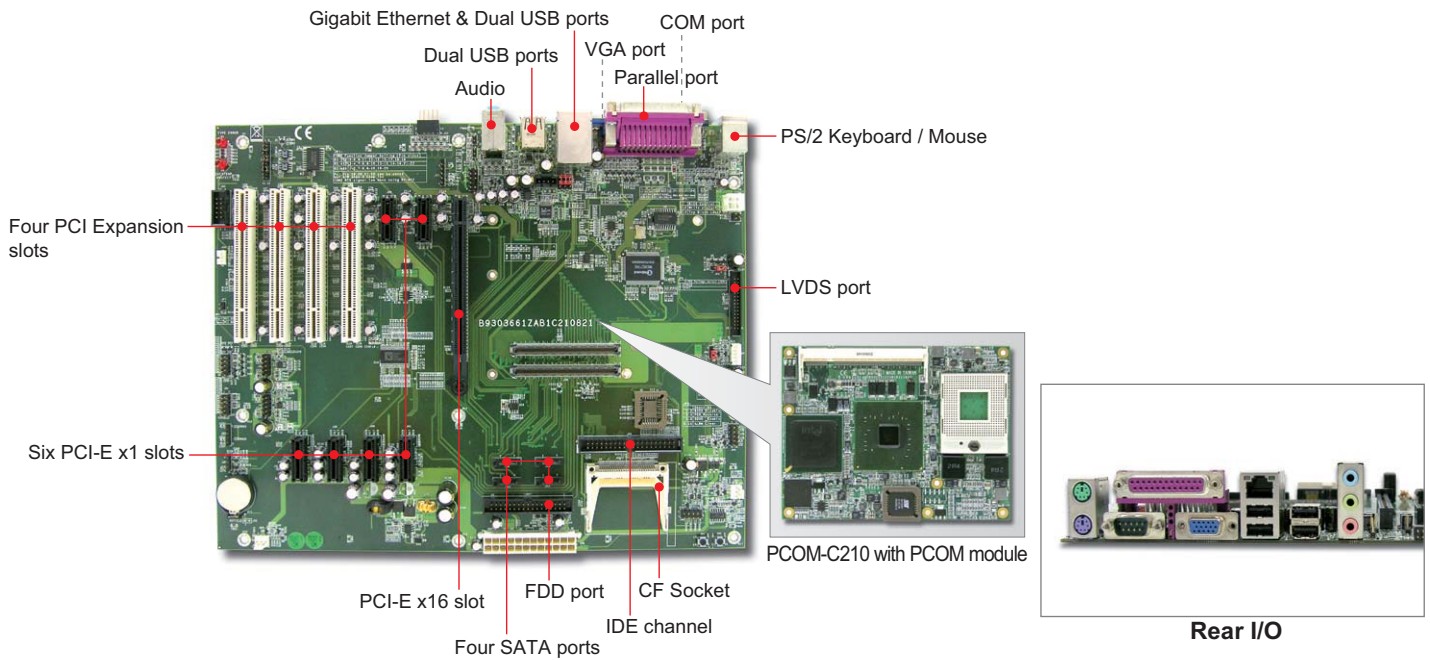 Gigabit Ethernet & Dual USB ports
COM port
Dual USB ports
VGA port
Audio
Parallel port
PS/2 Keyboard / Mouse
Four PCI Expansion
slots
LVDS port
B9303661ZAB1C210821
Six PCI-E x1 slots
PCOM-C210 with PCOM module
PCI-E x16 slot
FDD port
CF Socket
IDE channel
Four SATA ports
Rear I/O